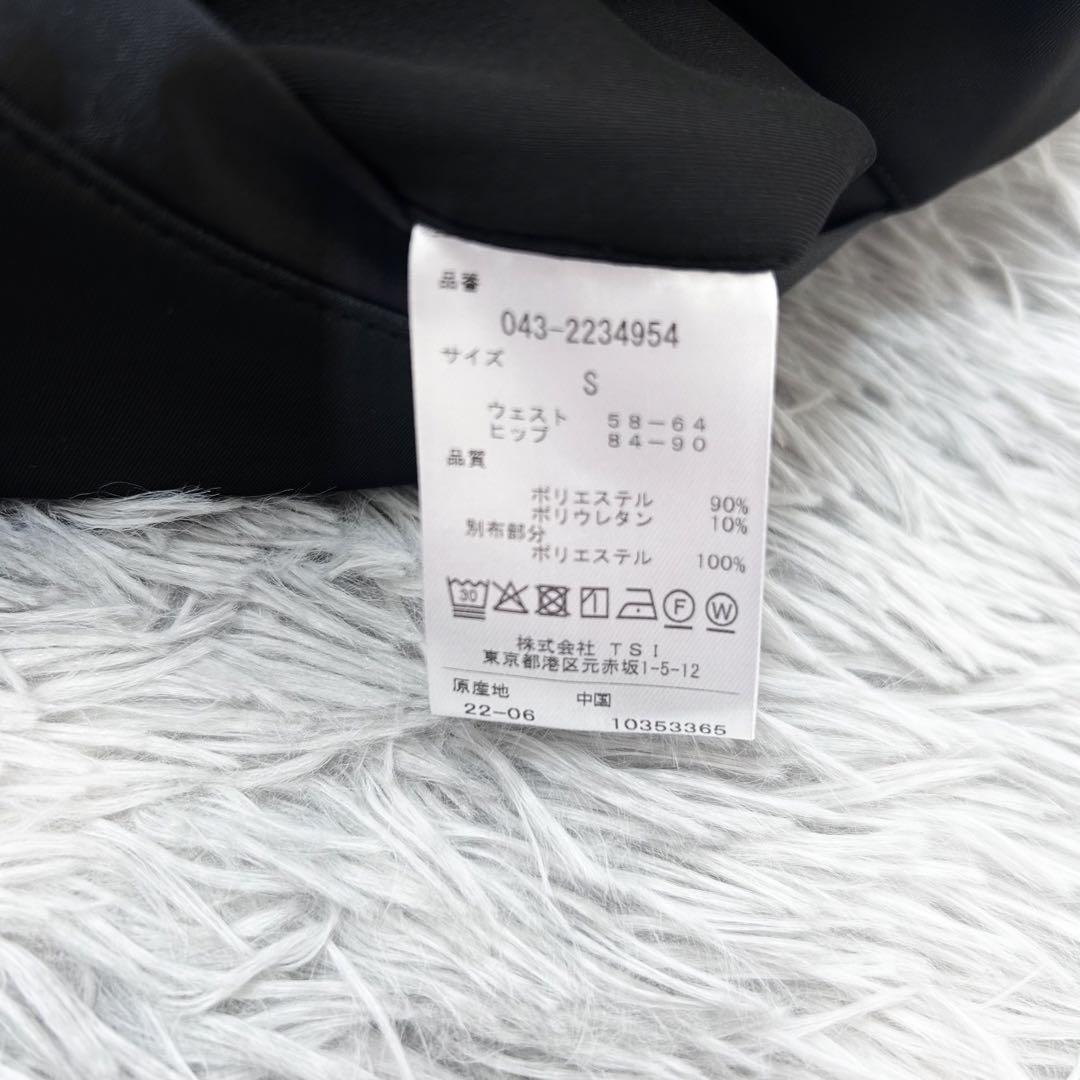 品番
043-2234954
サイズ
S
ウェスト 58-64
ヒップ 84-90
品質
ポリエステル 90%
ポリウレタン 10%
別布部分
ポリエステル 100%
30 F W
株式会社 TSI
東京都港区元赤坂1-5-12
原産地 中国
22-06 10353365